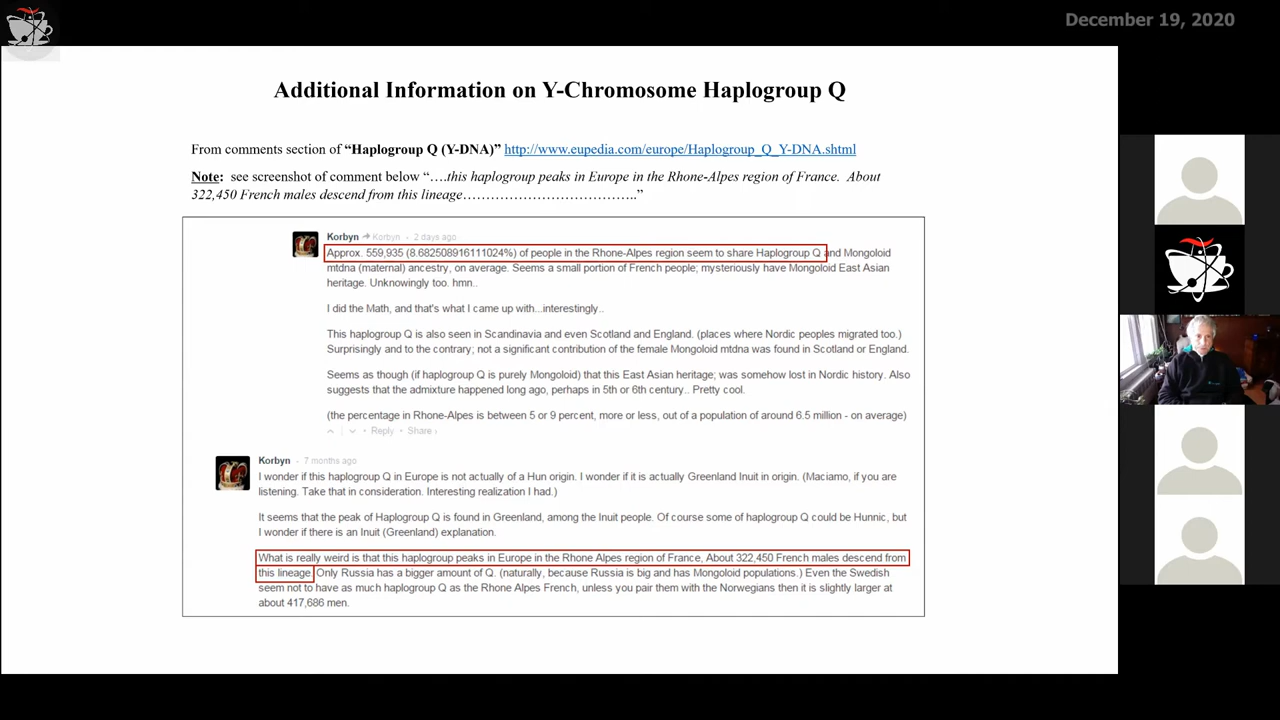 December 19, 2020
Additional Information on Y-Chromosome Haplogroup Q
From comments section of “Haplogroup Q (Y-DNA)” http://www.eupedia.com/europe/Haplogroup_Q_Y-DNA.shtml
Note: see screenshot of comment below “….this haplogroup peaks in Europe in the Rhone-Alpes region of France. About
322,450 French males descend from this lineage………………………………..”
Korbyn Korbyn • 2 days ago
Approx. 559,935 (8.682508916111024%) of people in the Rhone-Alpes region seem to share Haplogroup Q and Mongoloid
mtdna (maternal) ancestry, on average. Seems a small portion of French people; mysteriously have Mongoloid East Asian
heritage. Unknowingly too. hmn..
I did the Math, and that's what I came up with...interestingly..
This haplogroup Q is also seen in Scandinavia and even Scotland and England. (places where Nordic peoples migrated too.)
Surprisingly and to the contrary; not a significant contribution of the female Mongoloid mtdna was found in Scotland or England.
Seems as though (if haplogroup Q is purely Mongoloid) that this East Asian heritage; was somehow lost in Nordic history. Also
suggests that the admixture happened long ago, perhaps in 5th or 6th century.. Pretty cool.
(the percentage in Rhone-Alpes is between 5 or 9 percent, more or less, out of a population of around 6.5 million - on average)
• Reply • Share ›
Korbyn • 7 months ago
I wonder if this haplogroup Q in Europe is not actually of a Hun origin. I wonder if it is actually Greenland Inuit in origin. (Maciamo, if you are
listening. Take that in consideration. Interesting realization I had.)
It seems that the peak of Haplogroup Q is found in Greenland, among the Inuit people. Of course some of haplogroup Q could be Hunnic, but
I wonder if there is an Inuit (Greenland) explanation.
What is really weird is that this haplogroup peaks in Europe in the Rhone Alpes region of France, About 322,450 French males descend from
this lineage. Only Russia has a bigger amount of Q. (naturally, because Russia is big and has Mongoloid populations.) Even the Swedish
seem not to have as much haplogroup Q as the Rhone Alpes French, unless you pair them with the Norwegians then it is slightly larger at
about 417,686 men.